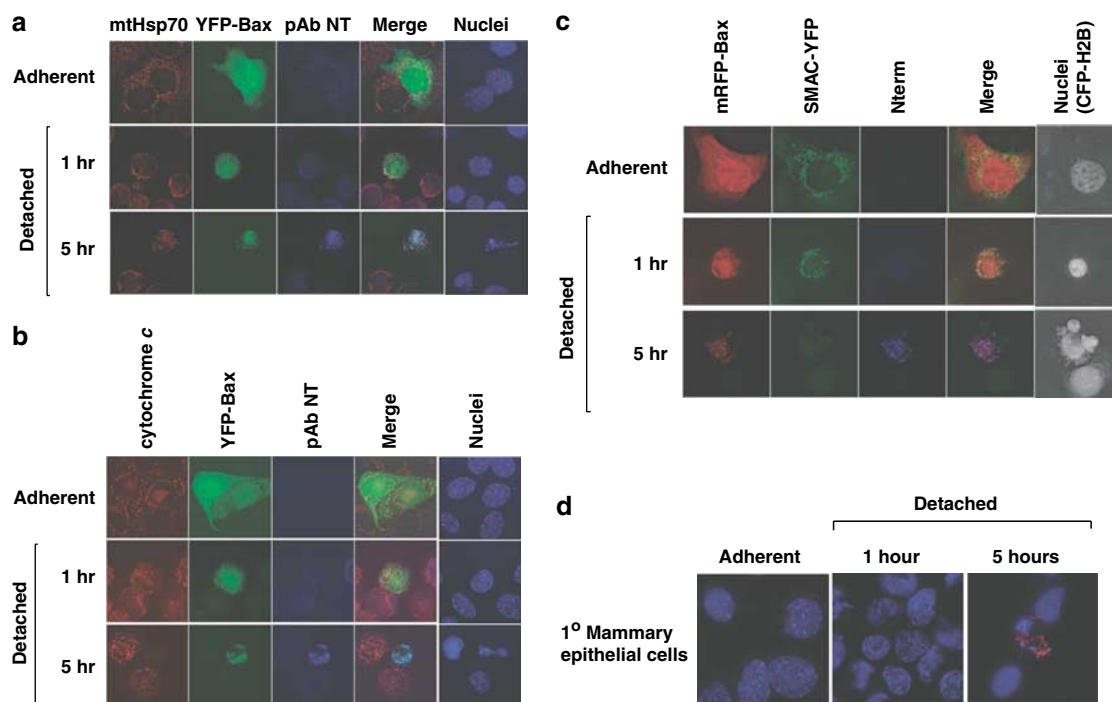 a
mtHsp70 YFP-Bax pAb NT Merge Nuclei
Adherent
Detached
1 hr
5 hr
b
cytochrome c
YFP-Bax
pAb NT
Merge
Nuclei
Adherent
Detached
1 hr
5 hr
c
mRFP-Bax
SMAC-YFP
Nterm
Merge
Nuclei
(CFP-H2B)
Adherent
Detached
1 hr
5 hr
d
Detached
Adherent 1 hour 5 hours
1º Mammary
epithelial cells